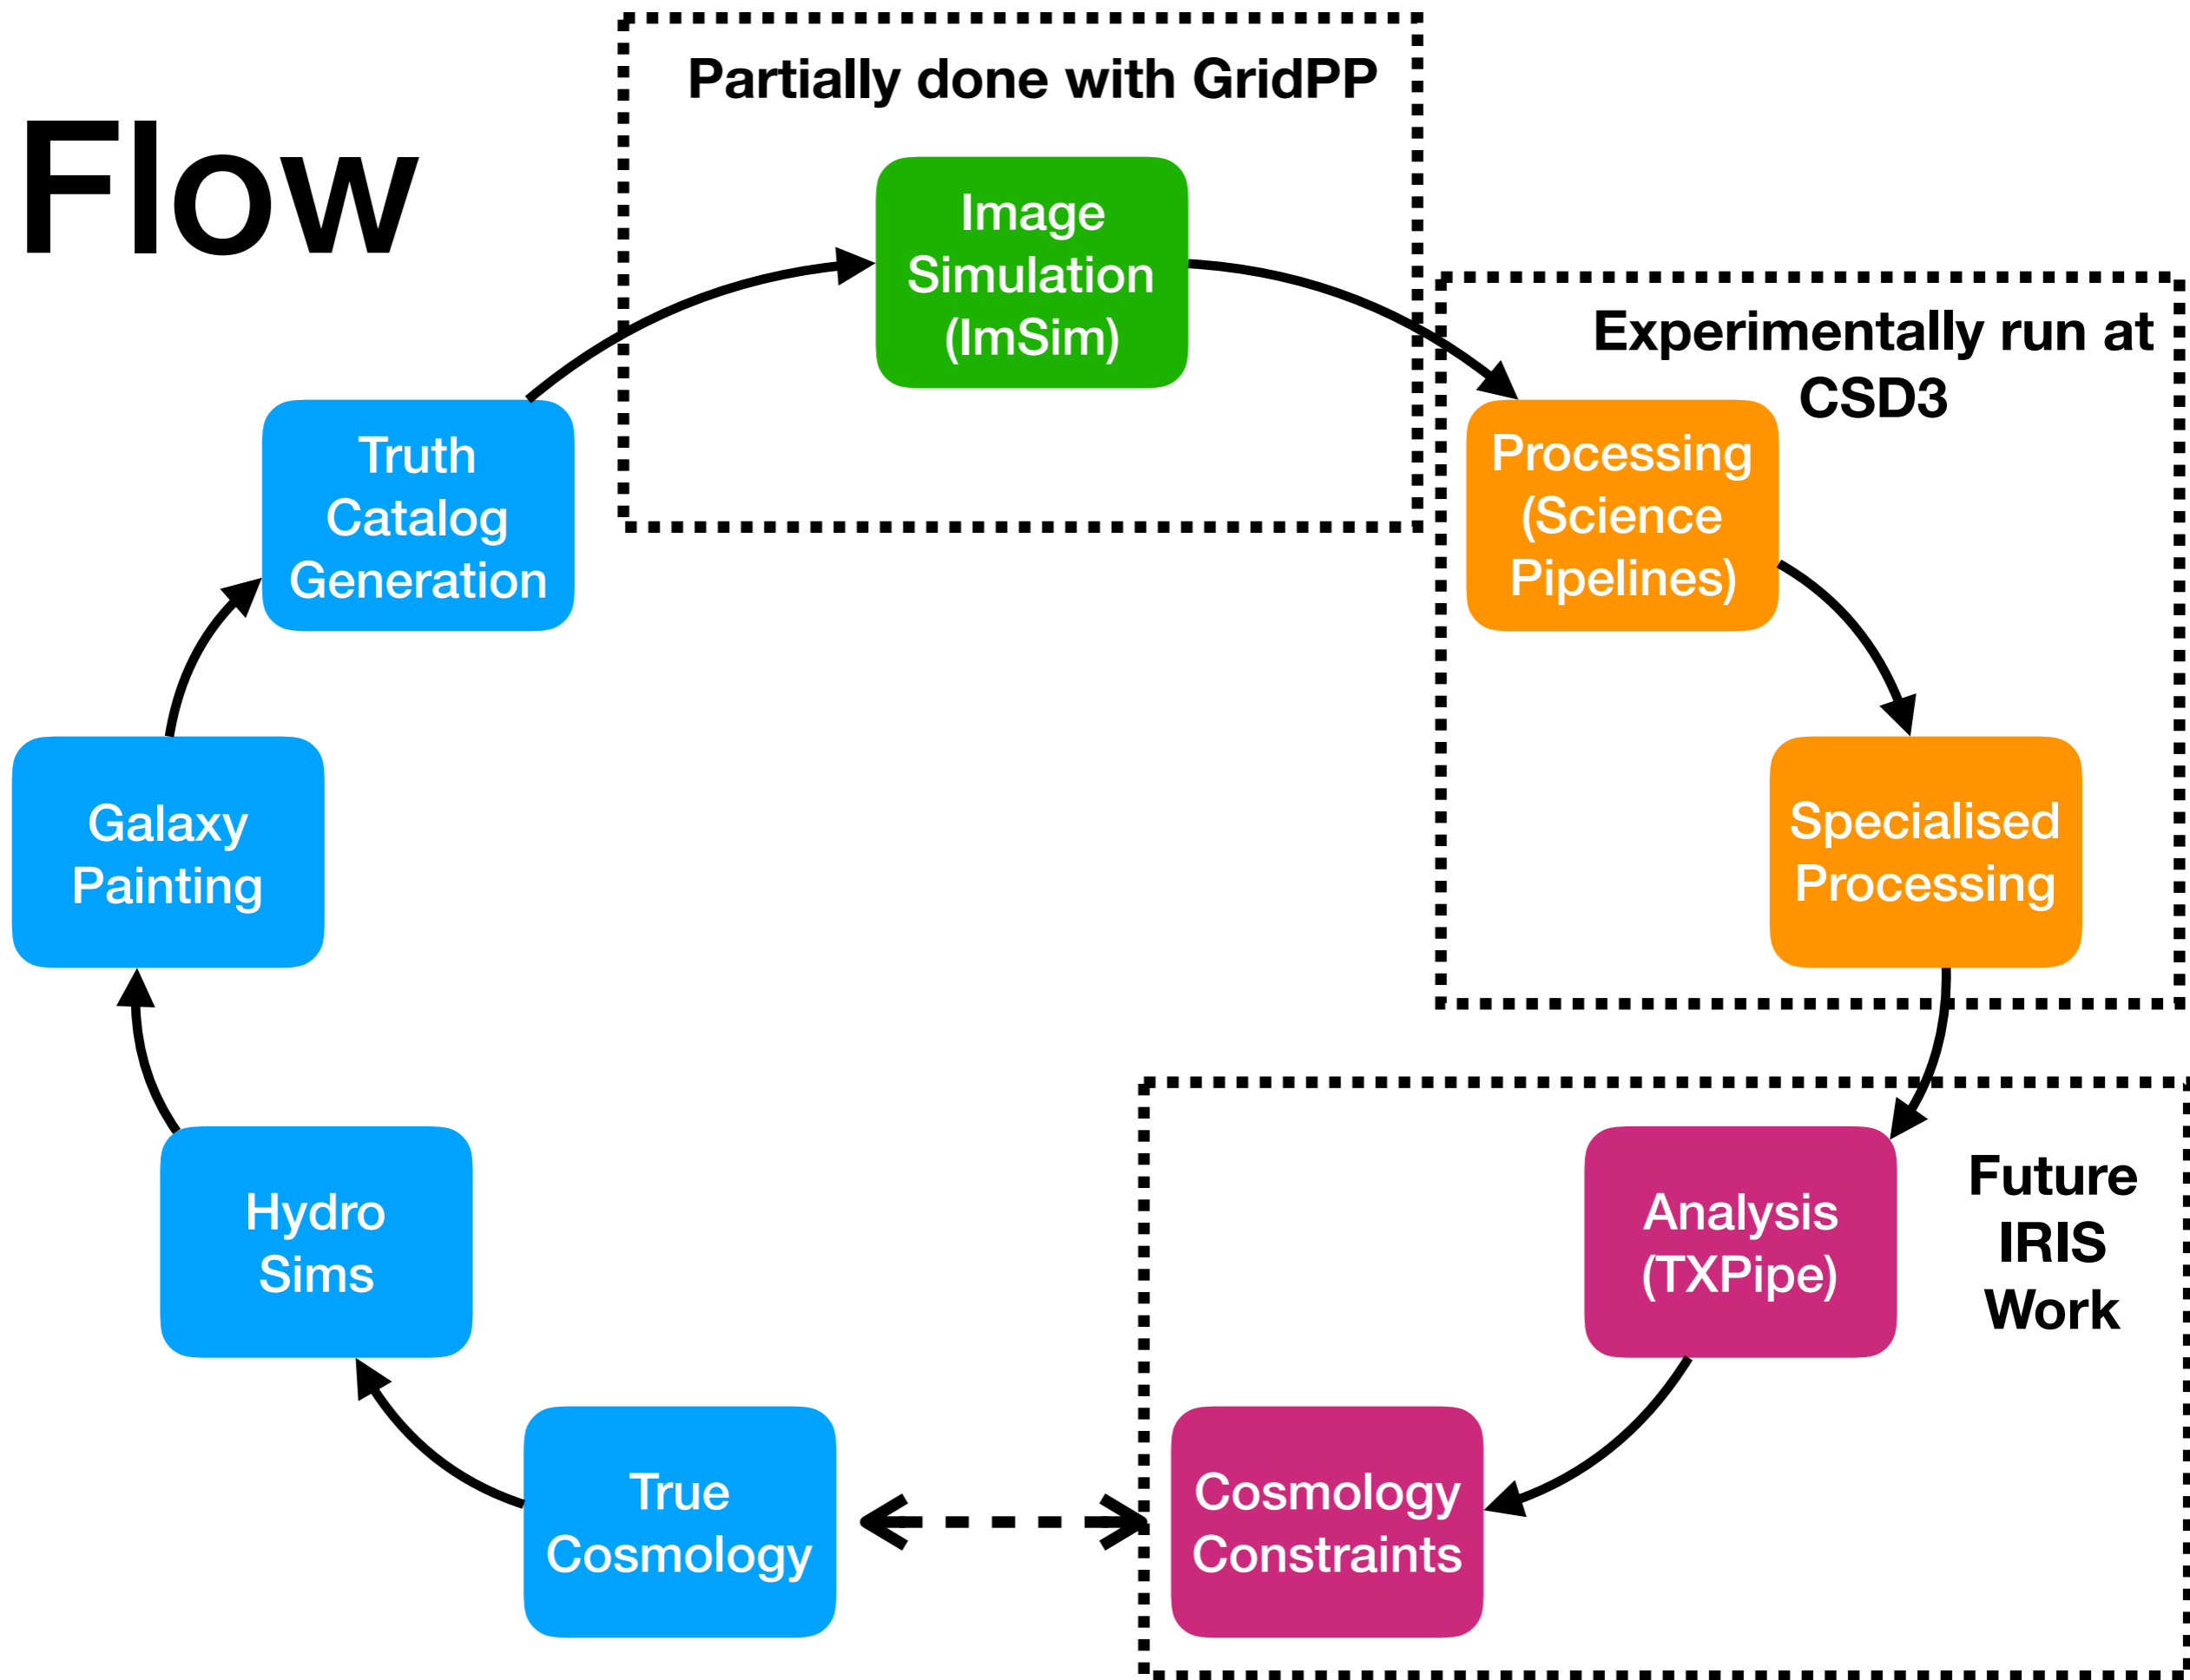 Flow
Partially done with GridPP
Image
Simulation
(ImSim)
Experimentally run at
CSD3
Truth
Catalog
Generation
Processing
(Science
Pipelines)
Galaxy
Painting
Specialised
Processing
Hydro
Sims
Analysis
(TXPipe)
Future
IRIS
Work
True
Cosmology
Cosmology
Constraints